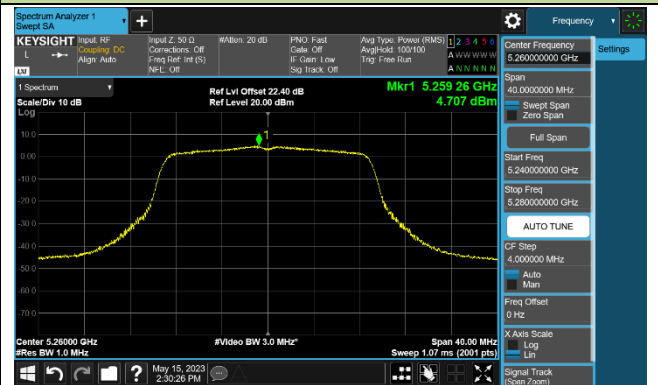 Spectrum Analyzer 1
Swept SA
Frequency
KEYSIGHT
L
LXI
Input: RF
Coupling: DC
Align: Auto
Input Z: 50 Ω
Corrections: Off
Freq Ref: Int (S)
NFE: Off
#Atten: 20 dB
PNO: Fast
Gate: Off
IF Gain: Low
Sig Track: Off
Avg Type: Power (RMS)
Avg|Hold: 100/100
Trig: Free Run
1 2 3 4 5 6
A W W W W W
A N N N N N
1 Spectrum
Scale/Div 10 dB
Log
Ref Lvl Offset 22.40 dB
Ref Level 20.00 dBm
Mkr1 5.259 26 GHz
4.707 dBm
1
10.0
0.00
-10.0
-20.0
-30.0
-40.0
-50.0
-60.0
-70.0
Center 5.26000 GHz
#Res BW 1.0 MHz
#Video BW 3.0 MHz*
Span 40.00 MHz
Sweep 1.07 ms (2001 pts)
May 15, 2023
2:30:26 PM
Center Frequency
5.260000000 GHz
Settings
Span
40.0000000 MHz
Swept Span
Zero Span
Full Span
Start Freq
5.240000000 GHz
Stop Freq
5.280000000 GHz
AUTO TUNE
CF Step
4.000000 MHz
Auto
Man
Freq Offset
0 Hz
X Axis Scale
Log
Lin
Signal Track
(Span Zoom)